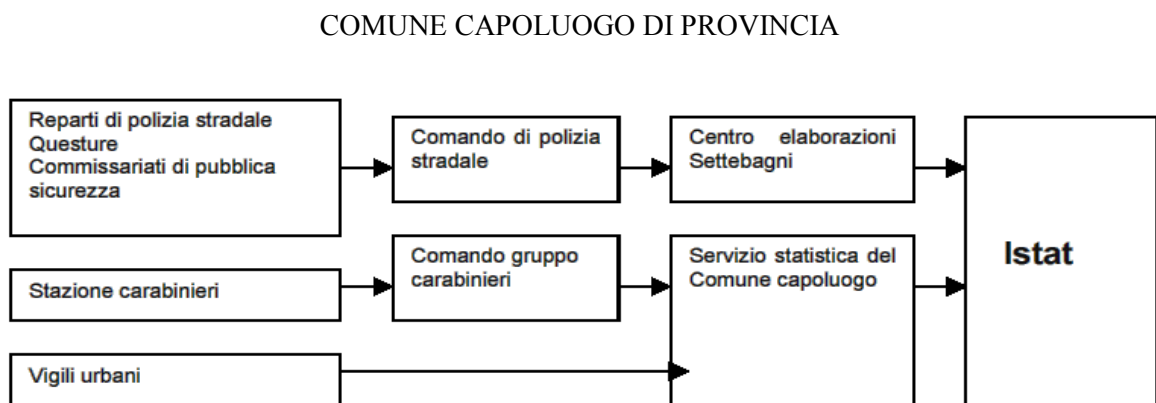 COMUNE CAPOLUOGO DI PROVINCIA
Reparti di polizia stradale
Questure
Commissariati di pubblica
sicurezza
Comando di polizia
stradale
Centro elaborazioni
Settebagni
Istat
Stazione carabinieri
Comando gruppo
carabinieri
Servizio statistica del
Comune capoluogo
Vigili urbani